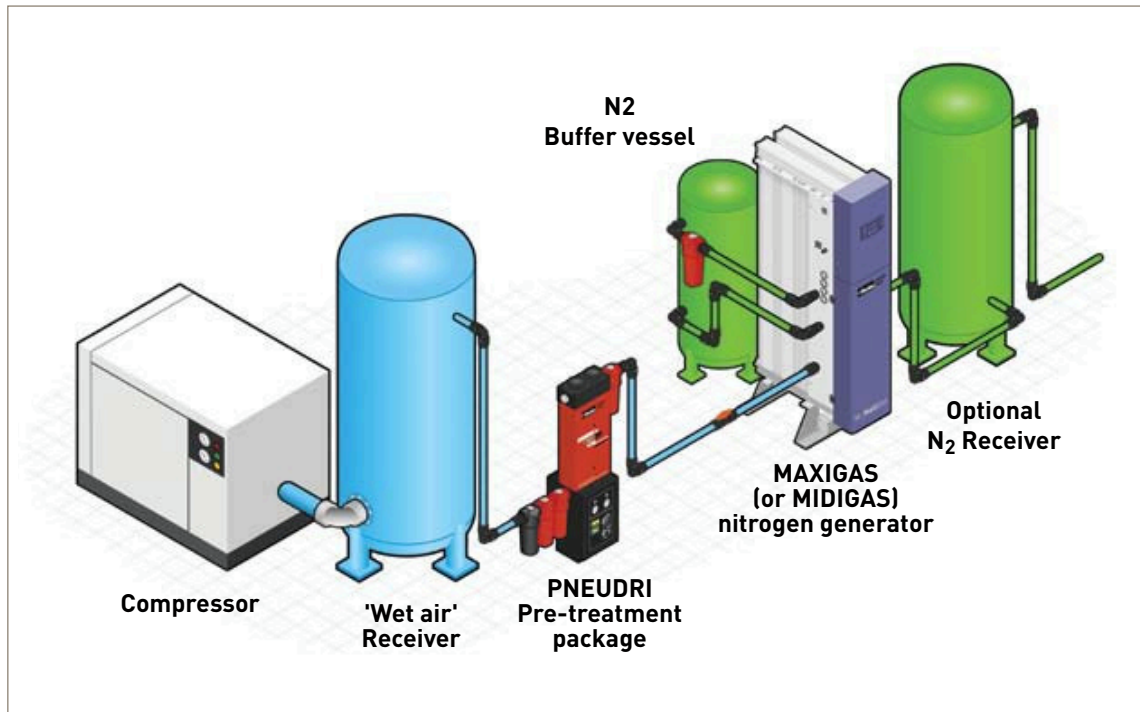 N2
Buffer vessel
Optional
N2 Receiver
MAXIGAS
(or MIDIGAS)
nitrogen generator
PNEUDRI
Pre-treatment
package
'Wet air'
Receiver
Compressor